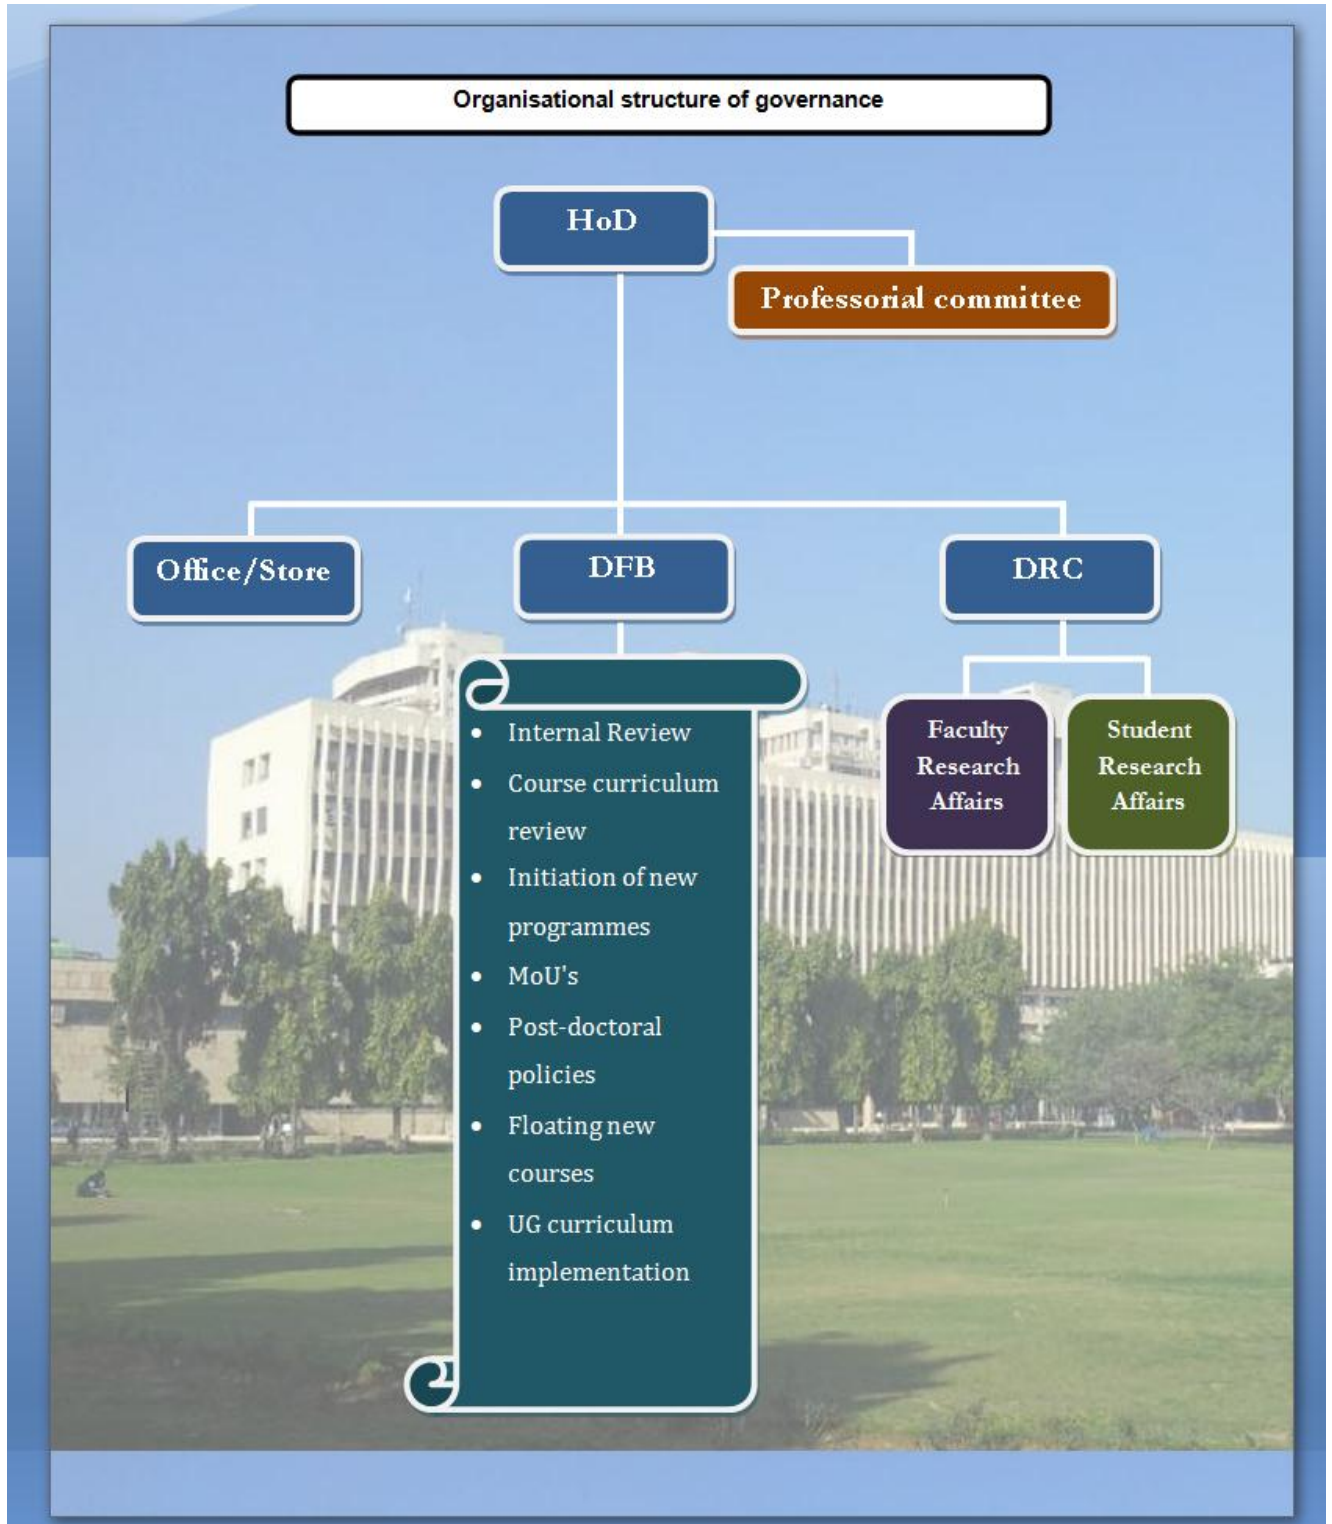 Organisational structure of governance
HoD
Professorial committee
Office/Store
DFB
DRC
• Internal Review
• Course curriculum
review
• Initiation of new
programmes
• MoU's
• Post-doctoral
policies
• Floating new
courses
• UG curriculum
implementation
Faculty
Research
Affairs
Student
Research
Affairs